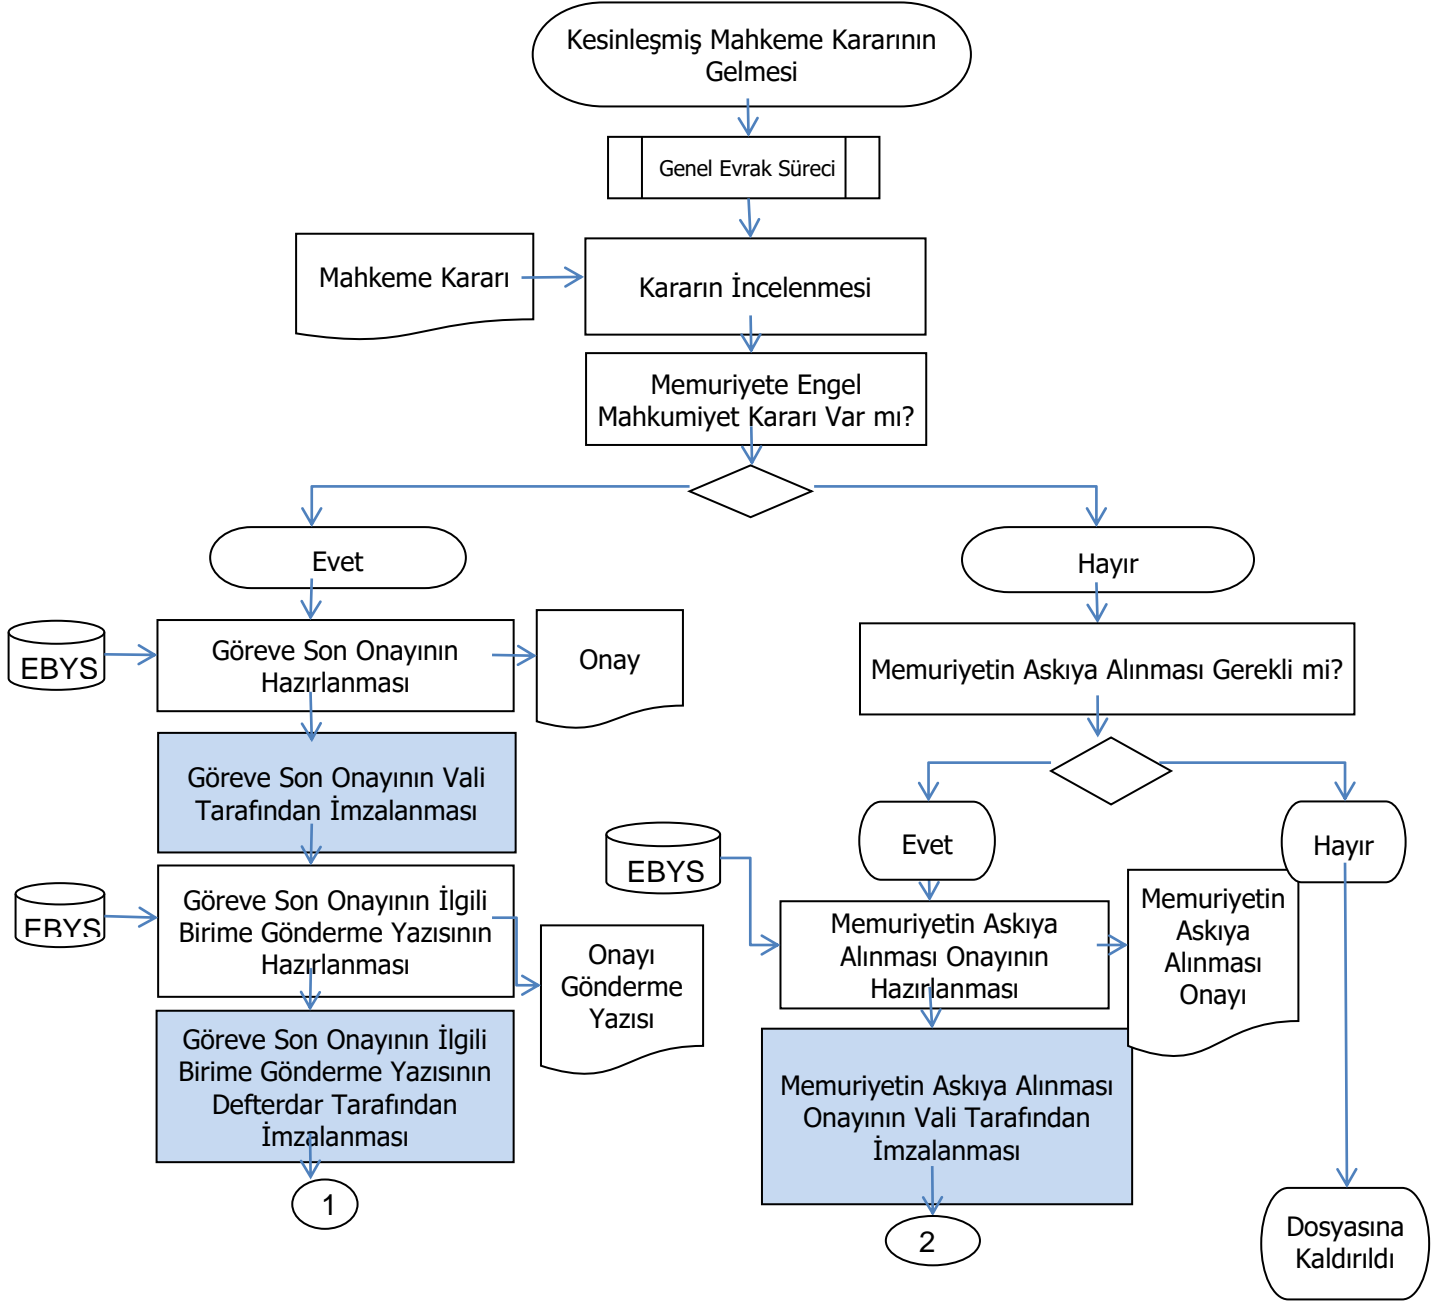 Kesinleşmiş Mahkeme Kararının
Gelmesi
Genel Evrak Süreci
Mahkeme Kararı
Kararın İncelenmesi
Memuriyete Engel
Mahkumiyet Kararı Var mı?
Evet
Hayır
EBYS
Göreve Son Onayının
Hazırlanması
Onay
Memuriyetin Askıya Alınması Gerekli mi?
Göreve Son Onayının Vali
Tarafından İmzalanması
Evet
Hayır
EBYS
EBYS
Göreve Son Onayının İlgili
Birime Gönderme Yazısının
Hazırlanması
Onayı
Gönderme
Yazısı
Memuriyetin Askıya
Alınması Onayının
Hazırlanması
Memuriyetin
Askıya
Alınması
Onayı
Göreve Son Onayının İlgili
Birime Gönderme Yazısının
Defterdar Tarafından
İmzalanması
Memuriyetin Askıya Alınması
Onayının Vali Tarafından
İmzalanması
1
2
Dosyasına
Kaldırıldı